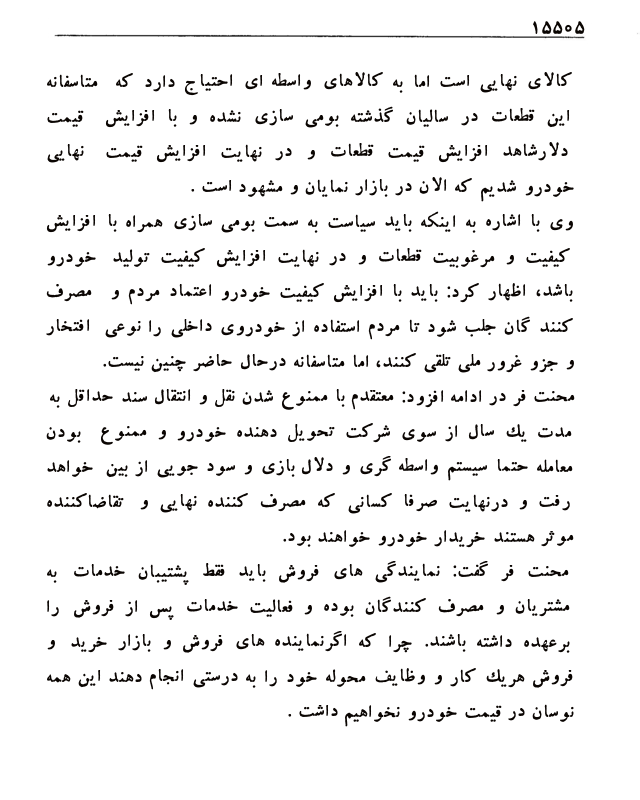 ۱۵۵۰۵
کالای نهایی است اما به کالاهای واسطه ای احتیاج دارد که متاسفانه
این قطعات در سالیان گذشته بومی سازی نشده و با افزایش قیمت
دلارشاهد افزایش قیمت قطعات و در نهایت افزایش قیمت نهایی
خودرو شدیم که الان در بازار نمایان و مشهود است .
وی با اشاره به اینکه باید سیاست به سمت بومی سازی همراه با افزایش
کیفیت و مرغوبیت قطعات و در نهایت افزایش کیفیت تولید خودرو
باشد، اظهار کرد: باید با افزایش کیفیت خودرو اعتماد مردم و مصرف
کنند گان جلب شود تا مردم استفاده از خودروی داخلی را نوعی افتخار
و جزو غرور ملی تلقی کنند، اما متاسفانه درحال حاضر چنین نیست.
محنت فر در ادامه افزود: معتقدم با ممنوع شدن نقل و انتقال سند حداقل به
مدت یك سال از سوی شرکت تحویل دهنده خودرو و ممنوع بودن
معامله حتما سیستم واسطه گری و دلال بازی و سود جویی از بین خواهد
رفت و درنهایت صرفا کسانی که مصرف کننده نهایی و تقاضاکننده
موثر هستند خریدار خودرو خواهند بود.
محنت فر گفت: نمایندگی های فروش باید فقط پشتیبان خدمات به
مشتریان و مصرف کنندگان بوده و فعالیت خدمات پس از فروش را
برعهده داشته باشند. چرا که اگرنماینده های فروش و بازار خرید و
فروش هریك کار و وظایف محوله خود را به درستی انجام دهند این همه
نوسان در قیمت خودرو نخواهیم داشت .